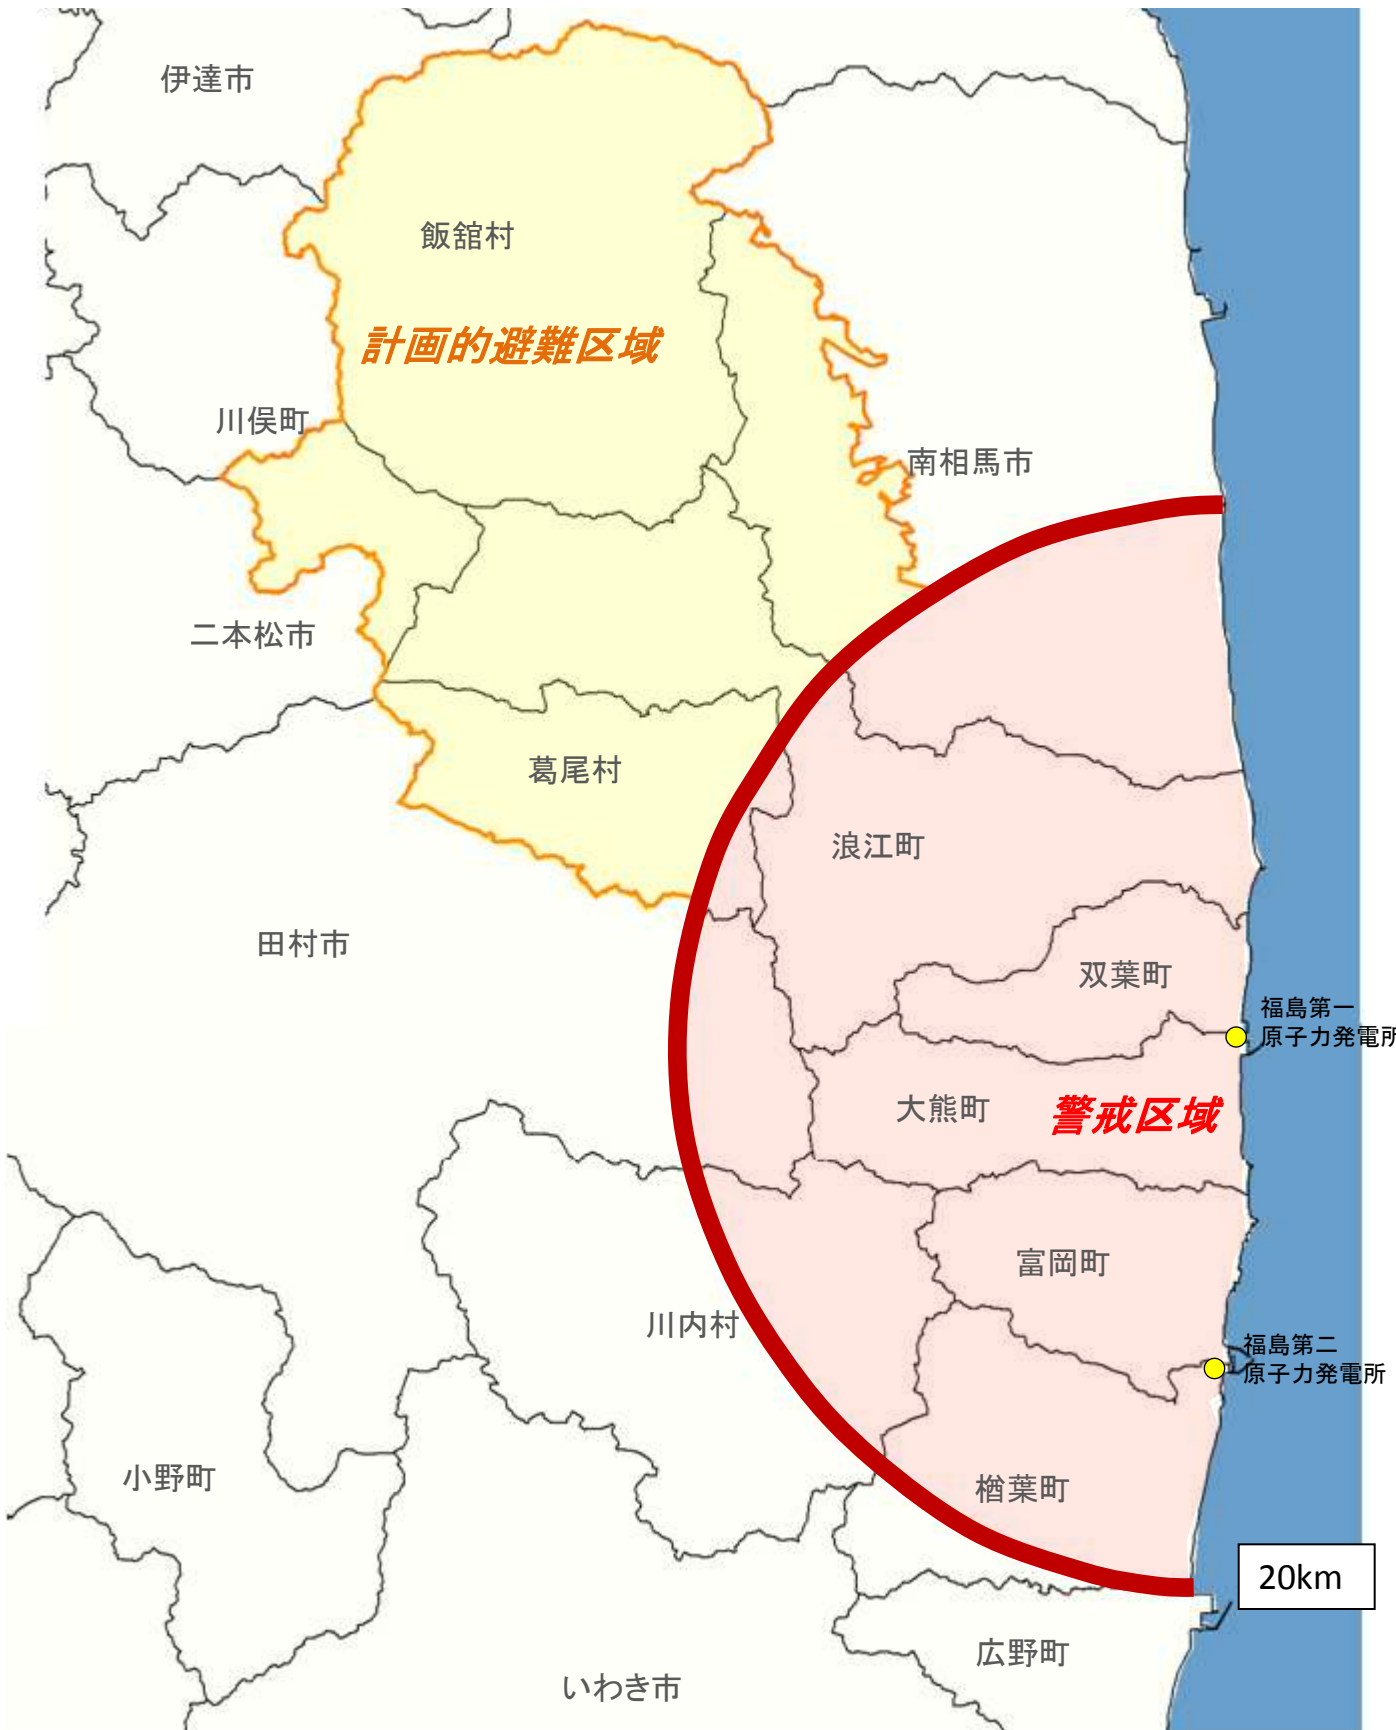 伊達市
飯舘村
計画的避難区域
川俣町
南相馬市
二本松市
葛尾村
浪江町
田村市
双葉町
福島第一
原子力発電所
大熊町
警戒区域
富岡町
川内村
福島第二
原子力発電所
小野町
楢葉町
20km
広野町
いわき市